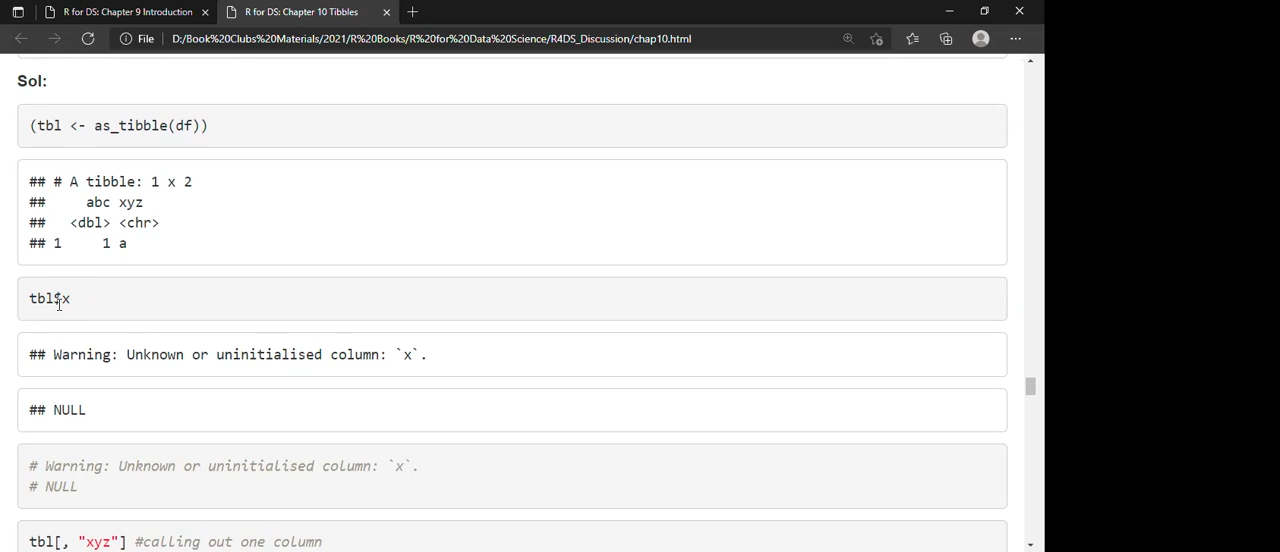 R for DS: Chapter 9 Introduction
R for DS: Chapter 10 Tibbles
File
D:/Book%20Clubs%20Materials/2021/R%20Books/R%20for%20Data%20Science/R4DS_Discussion/chap10.html
Sol:
(tbl <- as_tibble(df))
## # A tibble: 1 x 2
##     abc xyz
##   <dbl> <chr>
## 1     1 a
tbl$x
## Warning: Unknown or uninitialised column: `x`.
## NULL
# Warning: Unknown or uninitialised column: `x`.
# NULL
tbl[, "xyz"] #calling out one column